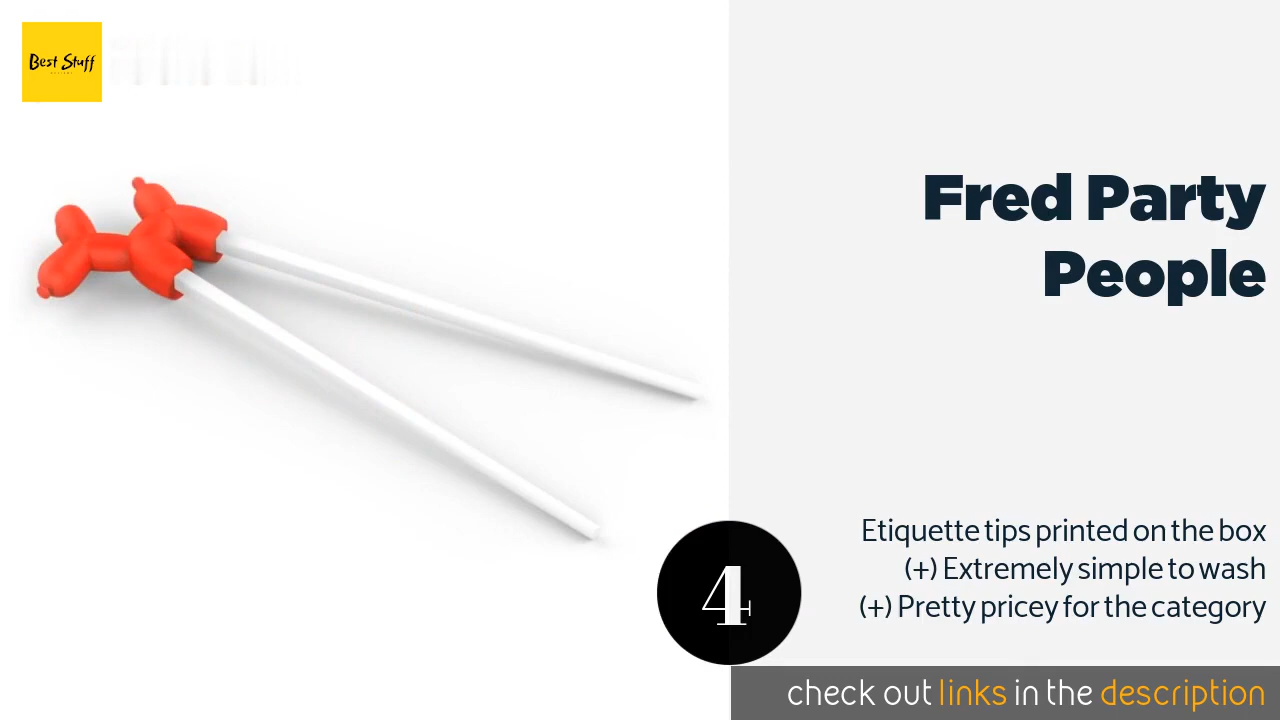 Best Stuff
Fred Party
People
Etiquette tips printed on the box
(+) Extremely simple to wash
(+) Pretty pricey for the category
4
check out links in the description